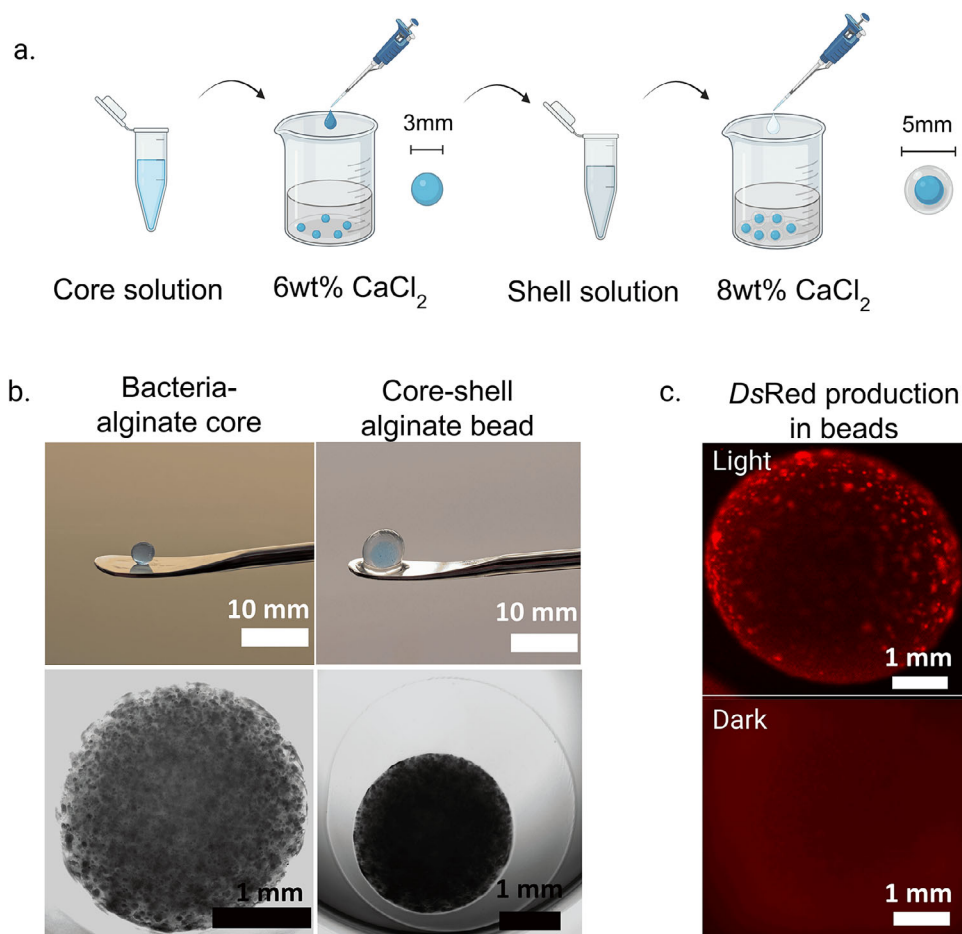 a.
3mm
5mm
Core solution
6wt% CaCl₂
Shell solution
8wt% CaCl₂
b.
Bacteria-
alginate core
Core-shell
alginate bead
10 mm
10 mm
1 mm
1 mm
c.
DsRed production
in beads
Light
1 mm
Dark
1 mm